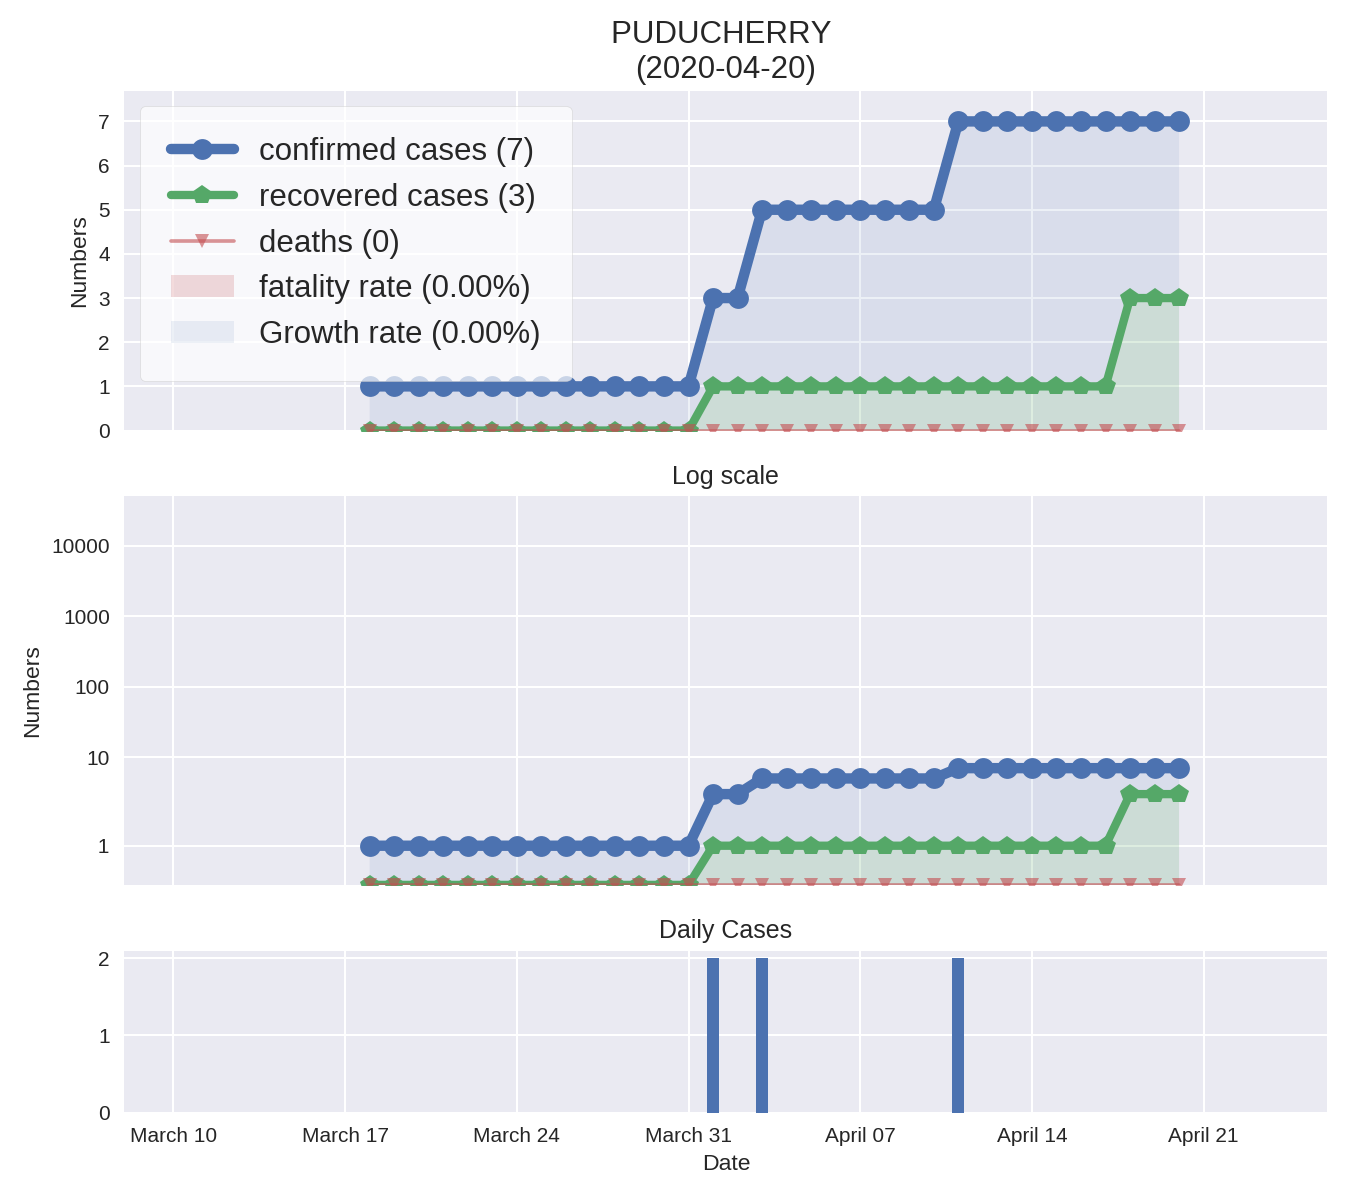 PUDUCHERRY
(2020-04-20)
7
6
5
4
3
2
1
0
Numbers
confirmed cases (7)
recovered cases (3)
deaths (0)
fatality rate (0.00%)
Growth rate (0.00%)
Log scale
10000
1000
100
10
1
Numbers
Daily Cases
2
1
0
March 10 March 17 March 24 March 31 April 07 April 14 April 21
Date